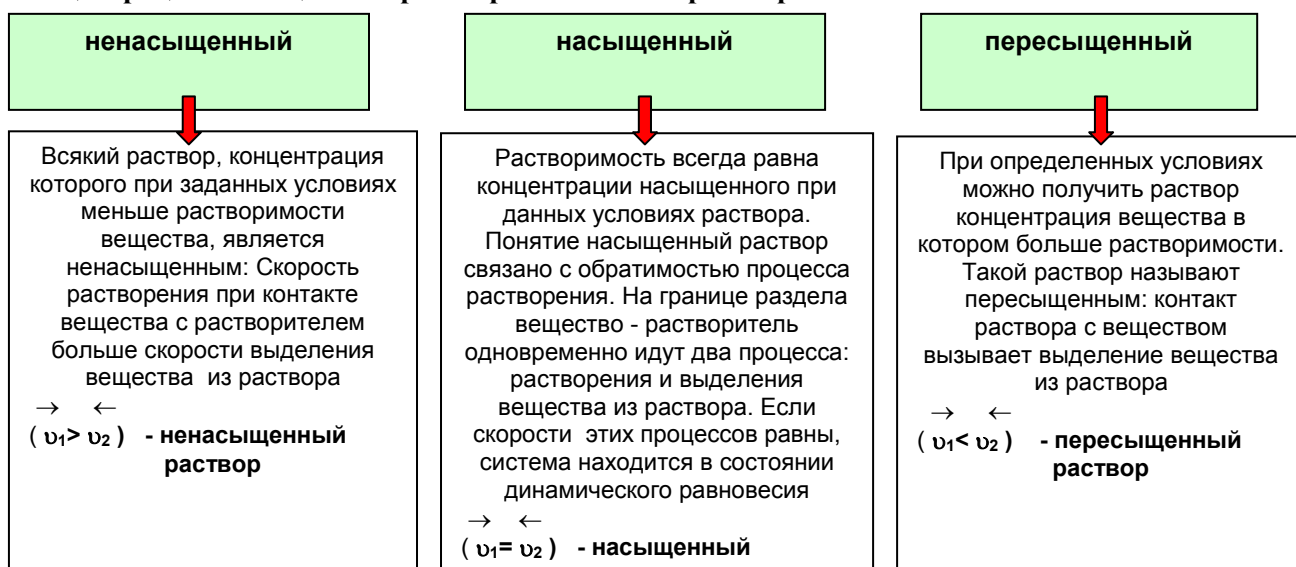 ненасыщенный
насыщенный
пересыщенный
Всякий раствор, концентрация
которого при заданных условиях
меньше растворимости
вещества, является
ненасыщенным: Скорость
растворения при контакте
вещества с растворителем
больше скорости выделения
вещества из раствора
→ ←
( υ₁> υ₂ ) - ненасыщенный
раствор
Растворимость всегда равна
концентрации насыщенного при
данных условиях раствора.
Понятие насыщенный раствор
связано с обратимостью процесса
растворения. На границе раздела
вещество - растворитель
одновременно идут два процесса:
растворения и выделения
вещества из раствора. Если
скорости этих процессов равны,
система находится в состоянии
динамического равновесия
→ ←
( υ₁= υ₂ ) - насыщенный
При определенных условиях
можно получить раствор
концентрация вещества в
котором больше растворимости.
Такой раствор называют
пересыщенным: контакт
раствора с веществом
вызывает выделение вещества
из раствора
→ ←
( υ₁< υ₂ ) - пересыщенный
раствор